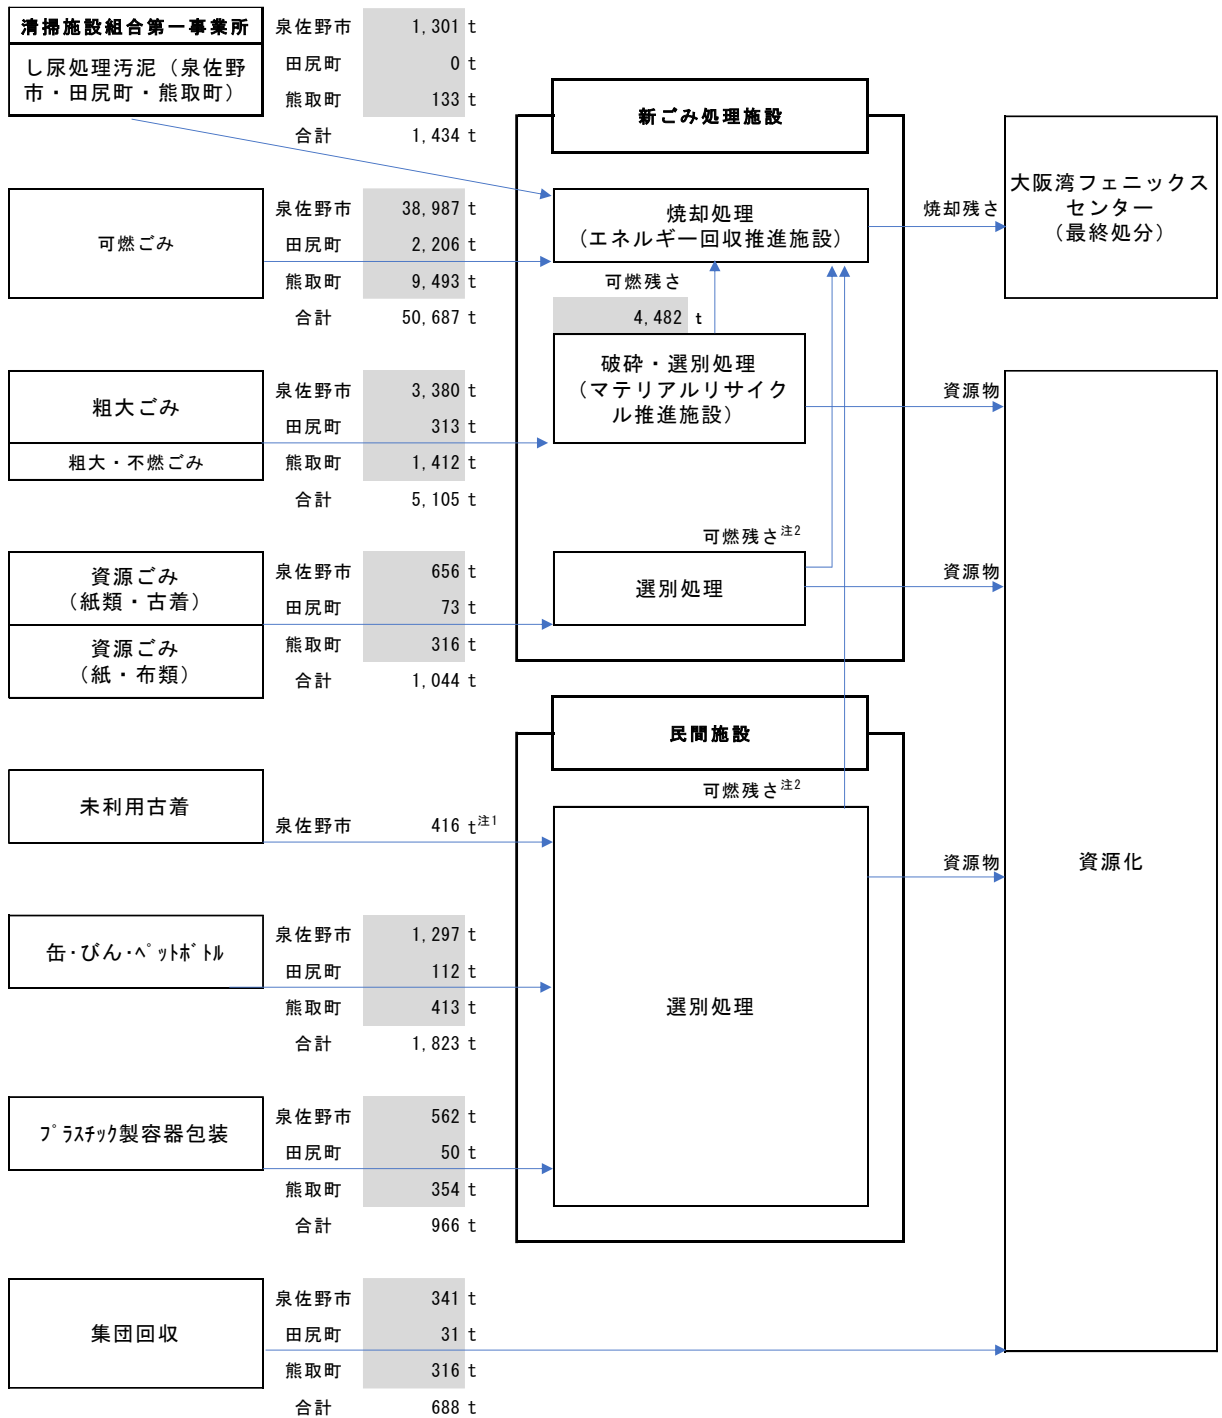 清掃施設組合第一事業所
し尿処理汚泥（泉佐野
市・田尻町・熊取町）
泉佐野市 1,301 t
田尻町 0 t
熊取町 133 t
合計 1,434 t
新ごみ処理施設
可燃ごみ
泉佐野市 38,987 t
田尻町 2,206 t
熊取町 9,493 t
合計 50,687 t
焼却処理
（エネルギー回収推進施設）
焼却残さ
大阪湾フェニックス
センター
（最終処分）
可燃残さ
4,482 t
粗大ごみ
粗大・不燃ごみ
泉佐野市 3,380 t
田尻町 313 t
熊取町 1,412 t
合計 5,105 t
破砕・選別処理
（マテリアルリサイク
ル推進施設）
資源物
資源ごみ
（紙類・古着）
資源ごみ
（紙・布類）
泉佐野市 656 t
田尻町 73 t
熊取町 316 t
合計 1,044 t
可燃残さ注2
選別処理
資源物
民間施設
可燃残さ注2
未利用古着
泉佐野市 416 t注1
選別処理
資源物
資源化
缶・びん・ﾍﾟｯﾄﾎﾞﾄﾙ
泉佐野市 1,297 t
田尻町 112 t
熊取町 413 t
合計 1,823 t
ﾌﾟﾗｽﾁｯｸ製容器包装
泉佐野市 562 t
田尻町 50 t
熊取町 354 t
合計 966 t
集団回収
泉佐野市 341 t
田尻町 31 t
熊取町 316 t
合計 688 t